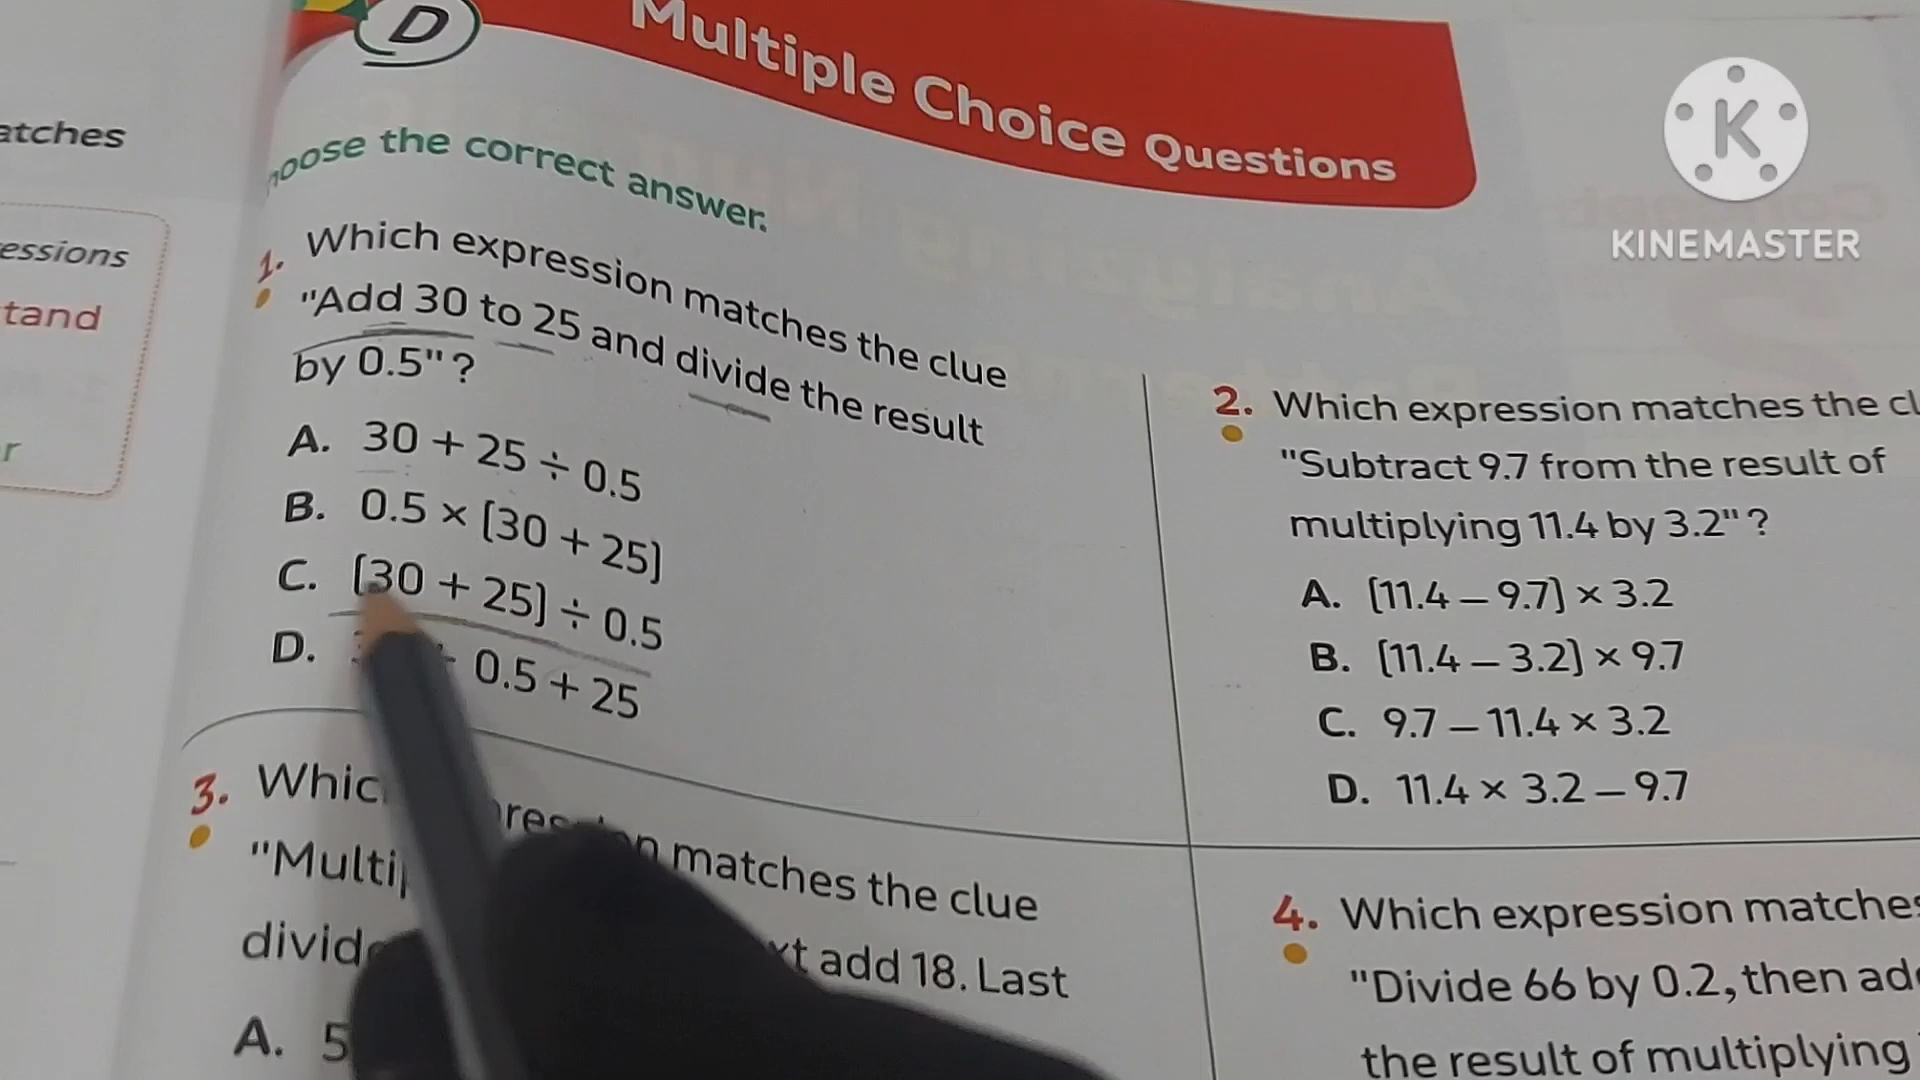 D
Multiple Choice Questions
atches
essions
tand
r
oose the correct answer.
1. Which expression matches the clue
"Add 30 to 25 and divide the result
by 0.5"?
A. 30 + 25 ÷ 0.5
B. 0.5 × (30 + 25)
C. (30 + 25) ÷ 0.5
D. 0.5 + 25
2. Which expression matches the cl
"Subtract 9.7 from the result of
multiplying 11.4 by 3.2"?
A. (11.4 – 9.7) × 3.2
B. (11.4 – 3.2) × 9.7
C. 9.7 – 11.4 × 3.2
D. 11.4 × 3.2 – 9.7
3. Whic matches the clue
"Multi
divid xt add 18. Last
A. 5
4. Which expression matches
"Divide 66 by 0.2, then ad
the result of multiplying
K
KINEMASTER